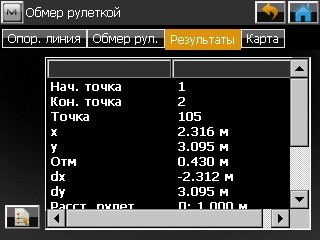 Обмер рулеткой
Опор. линия Обмер рул. Результаты Карта
Нач. точка 1
Кон. точка 2
Точка 105
x 2.316 м
y 3.095 м
Отм 0.430 м
dx -2.312 м
dy 3.095 м
Расст. рулет П: 1.000 м